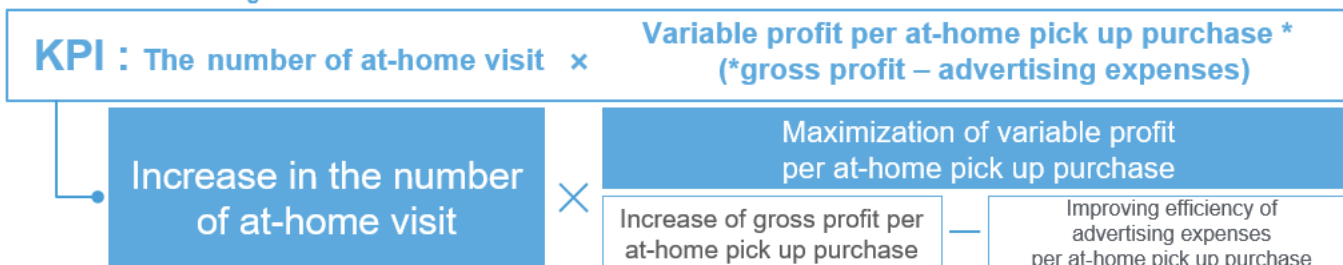 KPI : The number of at-home visit × Variable profit per at-home pick up purchase *
(*gross profit – advertising expenses)
Increase in the number
of at-home visit
×
Maximization of variable profit
per at-home pick up purchase
Increase of gross profit per
at-home pick up purchase
—
Improving efficiency of
advertising expenses
per at-home pick up purchase